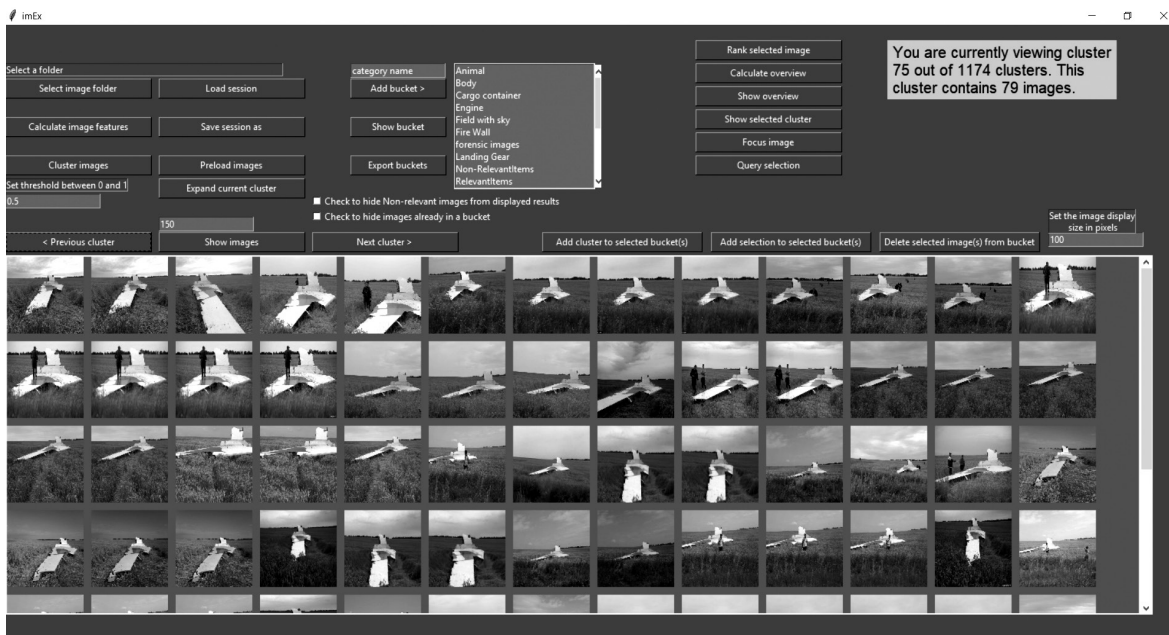 imEx
Rank selected image
You are currently viewing cluster
75 out of 1174 clusters. This
cluster contains 79 images.
Select a folder
category name
Animal
Calculate overview
Select image folder
Load session
Add bucket >
Body
Cargo container
Show overview
Engine
Field with sky
Show selected cluster
Calculate image features
Save session as
Show bucket
Fire Wall
forensic images
Focus image
Landing Gear
Cluster images
Preload images
Export buckets
Non-RelevantItems
Query selection
RelevantItems
Set threshold between 0 and 1
Expand current cluster
0.5
Check to hide Non-relevant images from displayed results
Check to hide images already in a bucket
150
Set the image display
size in pixels
< Previous cluster
Show images
Next cluster >
Add cluster to selected bucket(s)
Add selection to selected bucket(s)
Delete selected image(s) from bucket
100